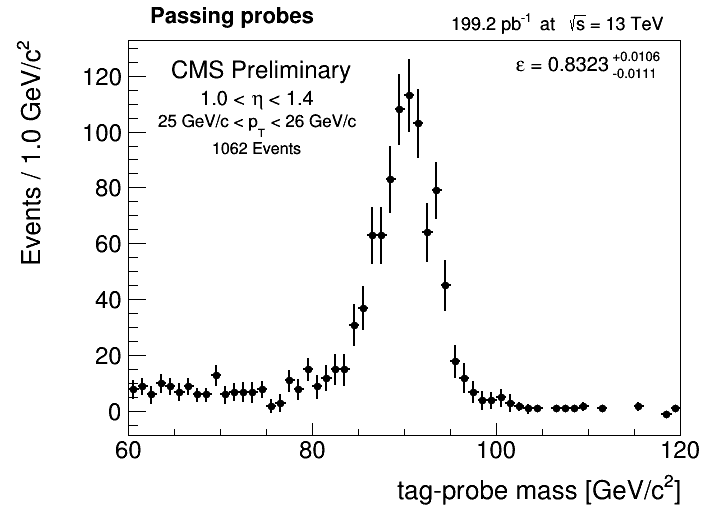 Passing probes
199.2 pb⁻¹ at √s = 13 TeV
CMS Preliminary
1.0 < η < 1.4
25 GeV/c < p_T < 26 GeV/c
1062 Events
ε = 0.8323 +0.0106 -0.0111
Events / 1.0 GeV/c²
120
100
80
60
40
20
0
60 80 100 120
tag-probe mass [GeV/c²]